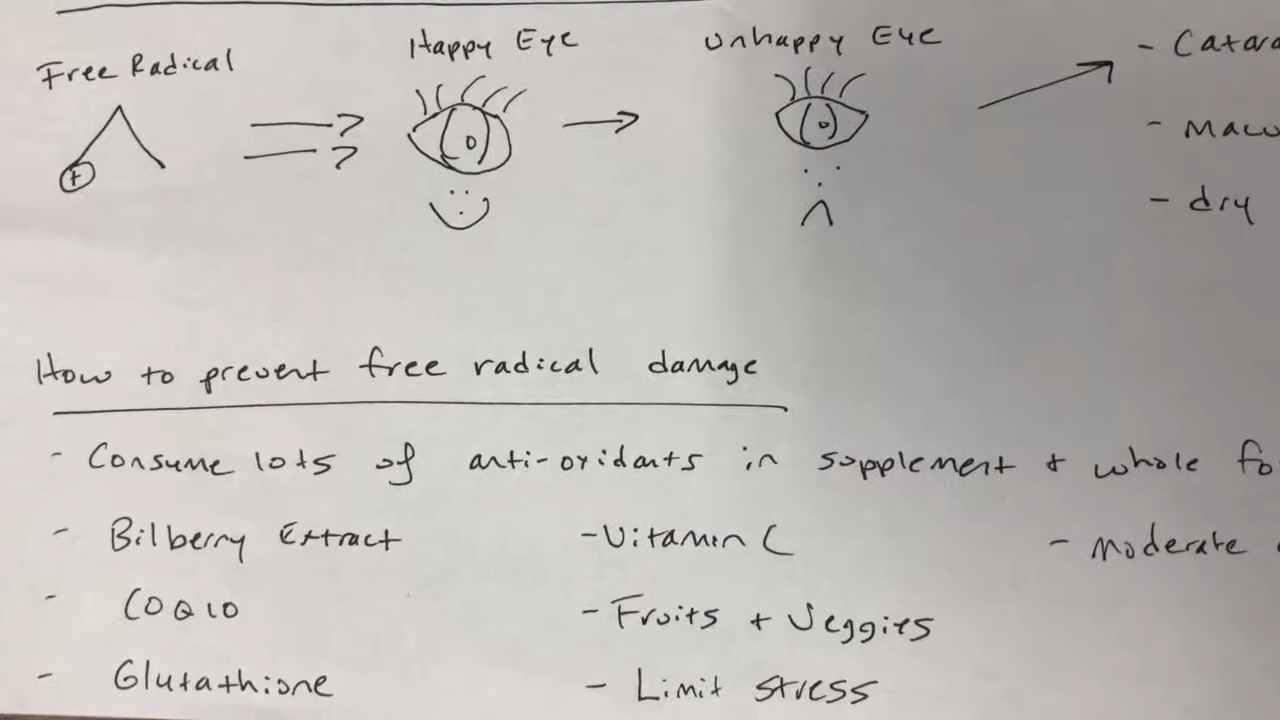 Free Radical
Happy Eye
Unhappy Eye
- Catara
- Macu
- dry
+
How to prevent free radical damage
- Consume lots of anti-oxidants in supplement + whole fo
- Bilberry Extract
- COQ10
- Glutathione
- Vitamin C
- Fruits + Veggies
- Limit stress
- moderate